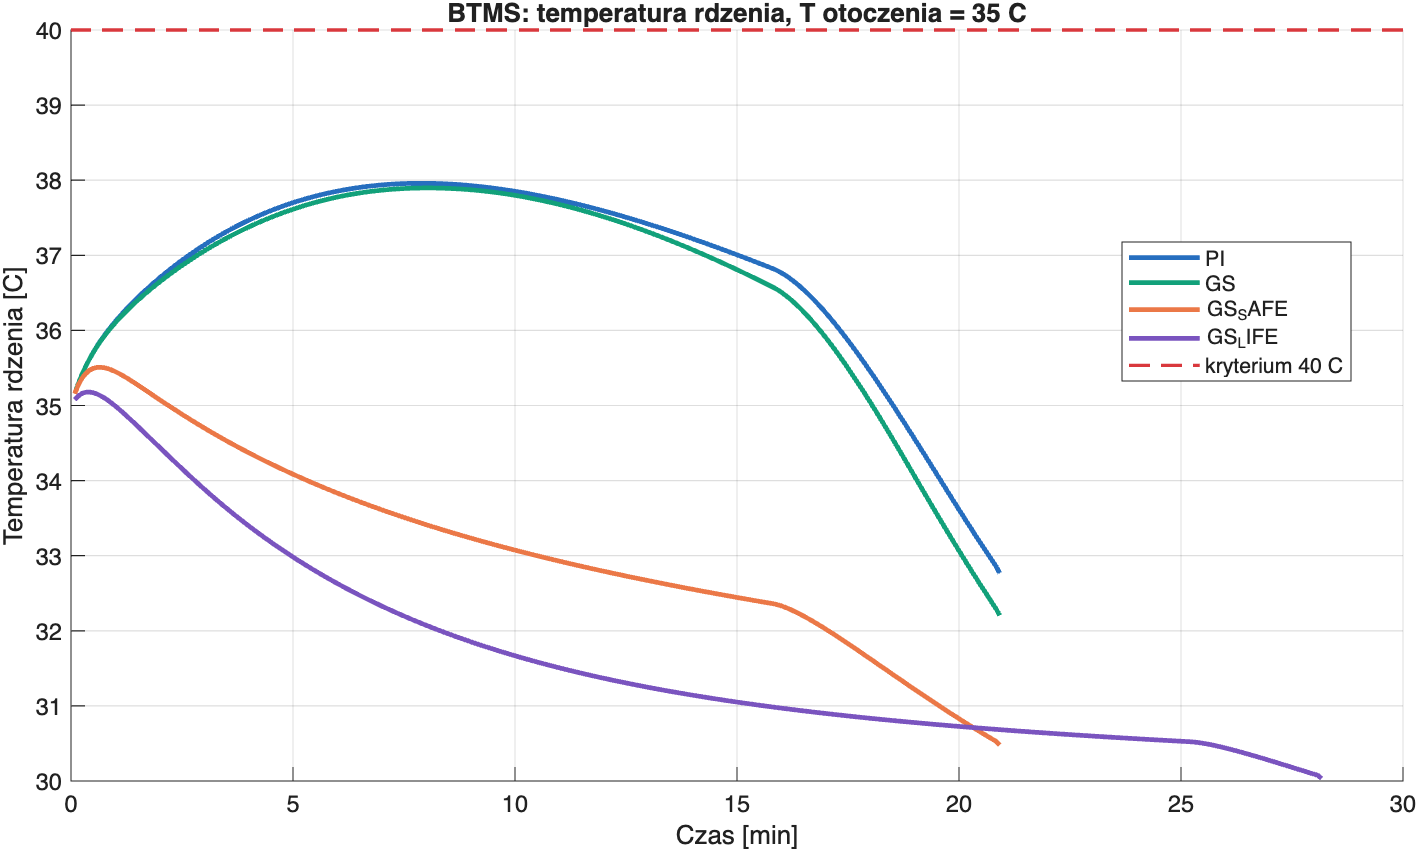 BTMS: temperatura rdzenia, T otoczenia = 35 C
40
39
38
37
36
35
34
33
32
31
30
Temperatura rdzenia [C]
PI
GS
GSSAFE
GSLIFE
kryterium 40 C
0 5 10 15 20 25 30
Czas [min]